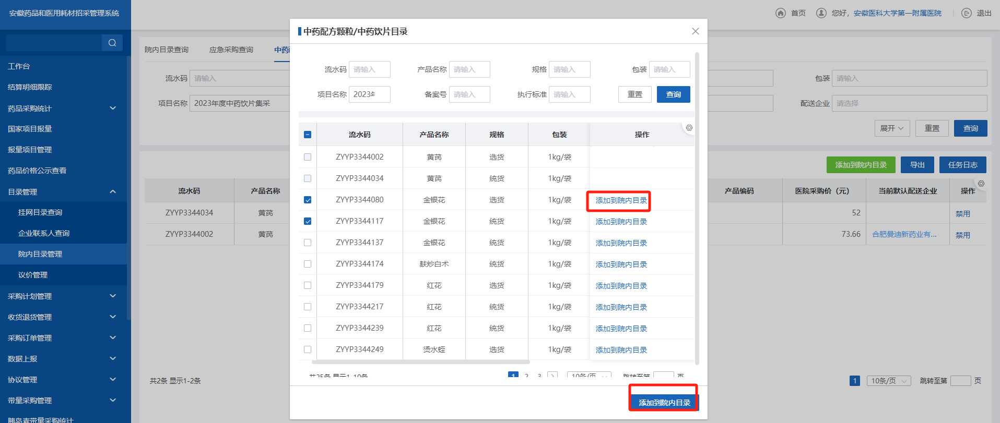 安徽药品和医用耗材招采管理系统
首页
您好，安徽医科大学第一附属医院
退出
工作台
结算明细跟踪
药品采购统计
国家项目报量
报量项目管理
药品价格公示查看
目录管理
挂网目录查询
企业联系人查询
院内目录管理
议价管理
采购计划管理
收货退货管理
采购订单管理
数据上报
协议管理
带量采购管理
胰岛素带量采购统计
院内目录查询 应急采购查询 中药
流水码 请输入
包装 请输入
项目名称 2023年度中药饮片集采
配送企业 请选择
展开 重置 查询
添加到院内目录 导出 任务日志
流水码 产品名称 产品编码 医院采购价（元） 当前默认配送企业 操作
ZYYP3344034 黄芪 52 禁用
ZYYP3344002 黄芪 73.66 合肥曼迪新药业有... 禁用
共2条 显示1-2条
1 10条/页 跳转至第 页
中药配方颗粒/中药饮片目录
流水码 请输入 产品名称 请输入 规格 请输入 包装 请输入
项目名称 2023年 备案号 请输入 执行标准 请输入 重置 查询
流水码 产品名称 规格 包装 操作
ZYYP3344002 黄芪 选货 1kg/袋
ZYYP3344034 黄芪 统货 1kg/袋
ZYYP3344080 金银花 选货 1kg/袋 添加到院内目录
ZYYP3344117 金银花 统货 1kg/袋 添加到院内目录
ZYYP3344137 金银花 统货 1kg/袋 添加到院内目录
ZYYP3344174 麸炒白术 统货 1kg/袋 添加到院内目录
ZYYP3344179 红花 选货 1kg/袋 添加到院内目录
ZYYP3344217 红花 统货 1kg/袋 添加到院内目录
ZYYP3344239 红花 统货 1kg/袋 添加到院内目录
ZYYP3344249 烫水蛭 选货 1kg/袋 添加到院内目录
共25条 显示1-10条 1 2 3 10条/页 跳转至第 页
添加到院内目录